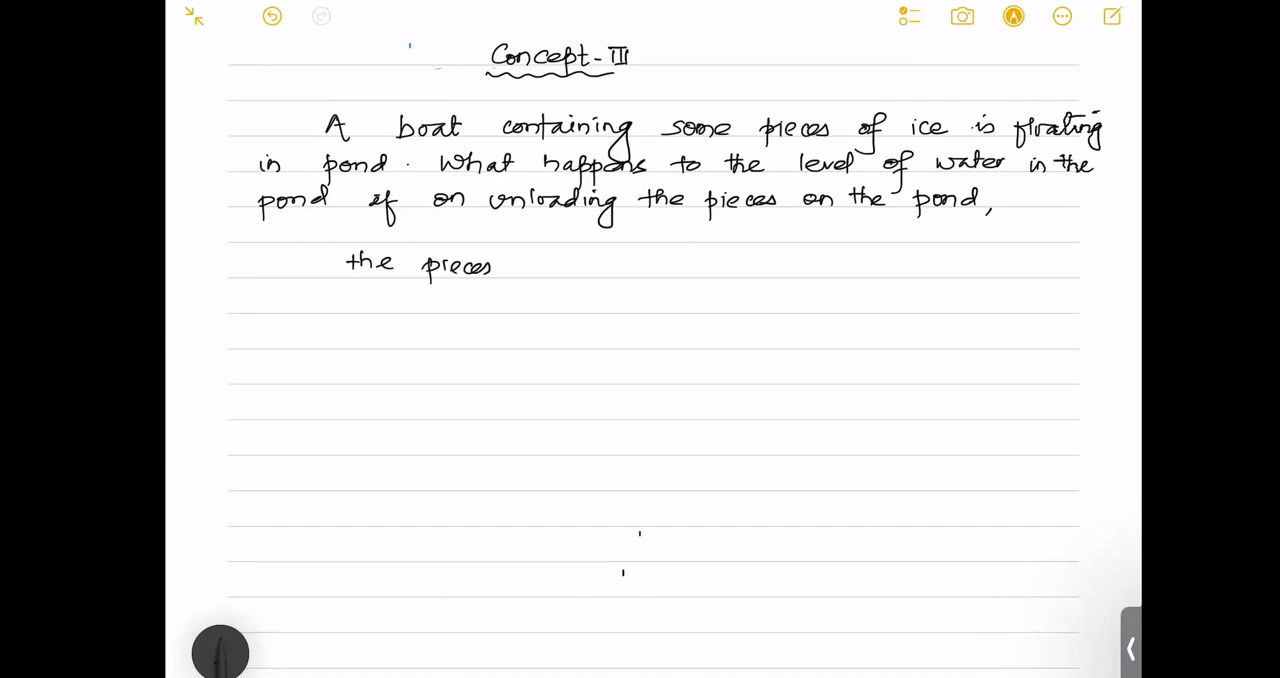 Concept - III
A boat containing some pieces of ice is floating
in pond. What happens to the level of water in the
pond if on unloading the pieces on the pond,
the pieces